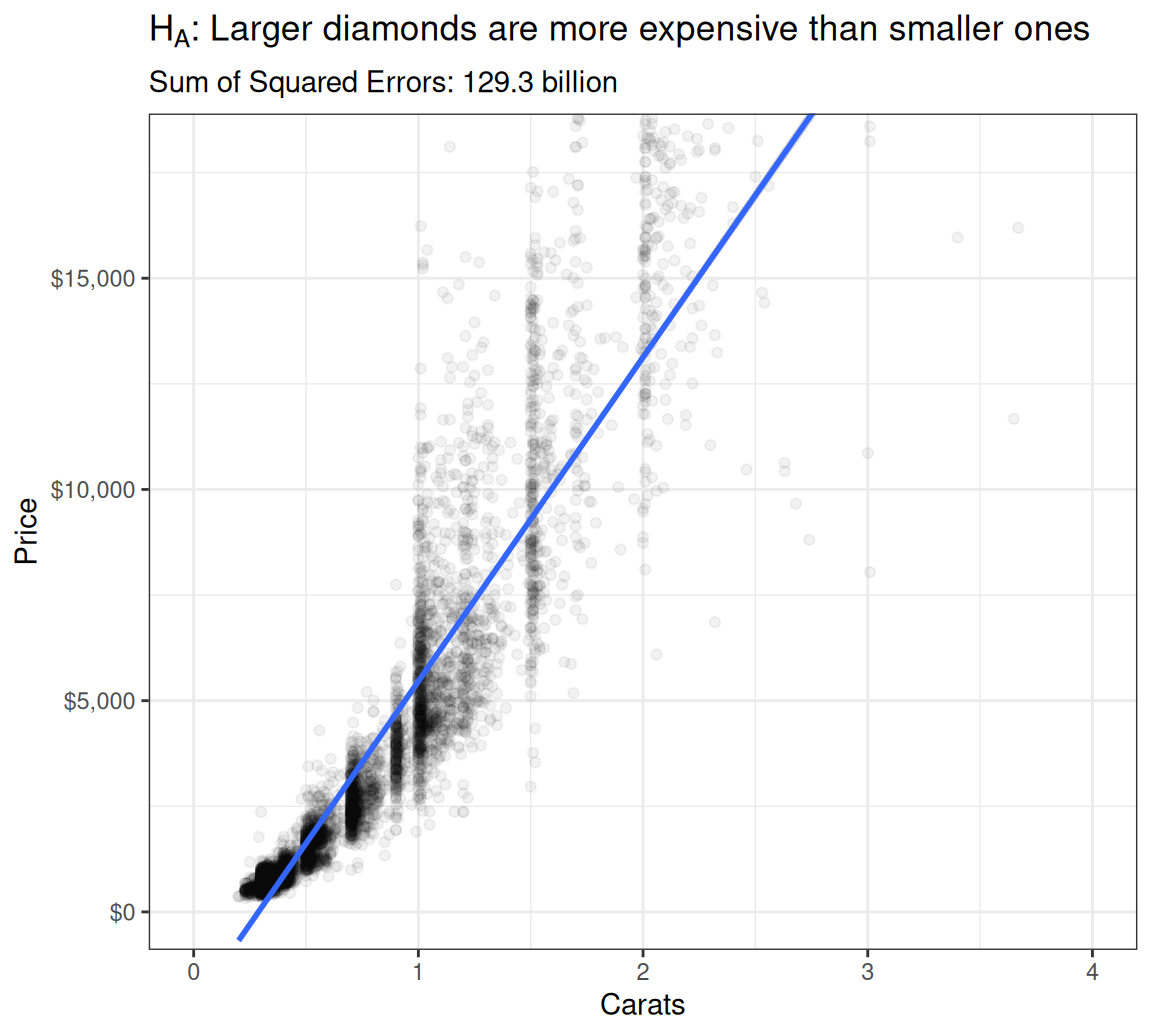 H_A: Larger diamonds are more expensive than smaller ones
Sum of Squared Errors: 129.3 billion
$15,000
$10,000
$5,000
$0
Price
0 1 2 3 4
Carats